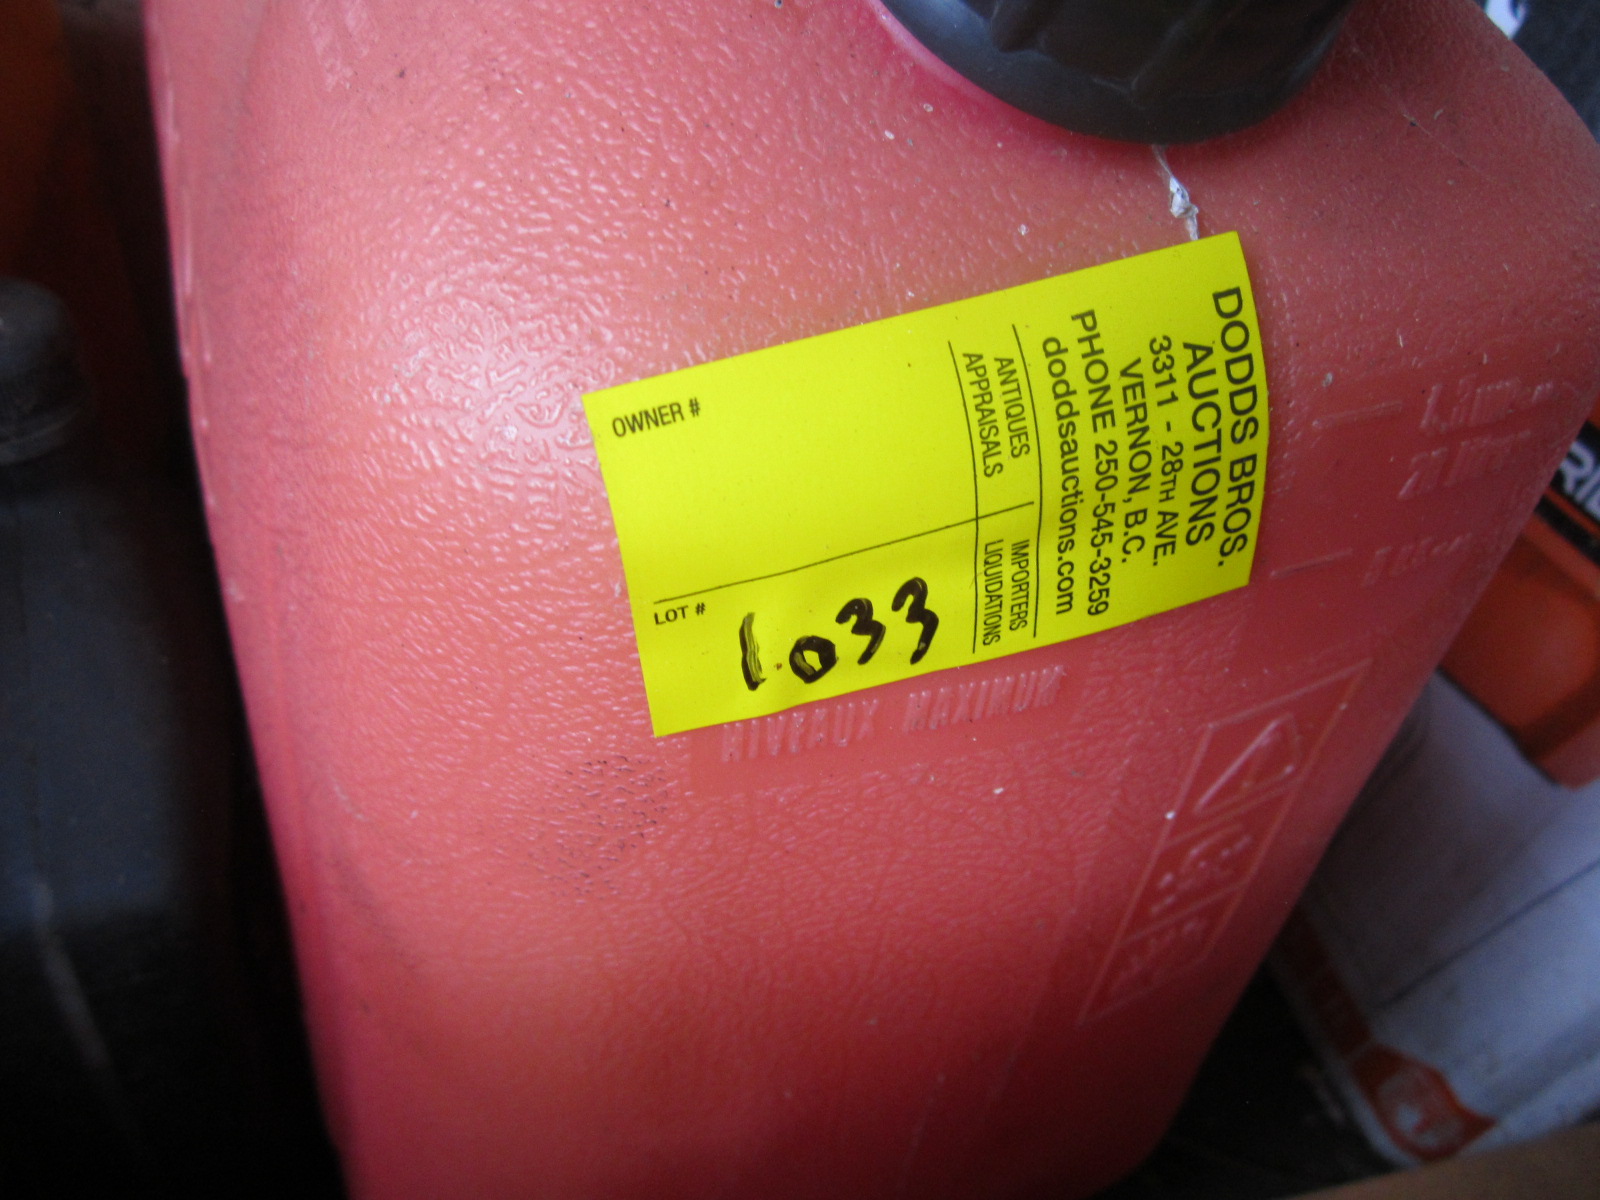 DODDS BROS.
AUCTIONS
3311 - 28TH AVE.
VERNON, B.C.
PHONE 250-545-3259
doddsauctions.com
ANTIQUES
IMPORTERS
APPRAISALS
LIQUIDATIONS
OWNER #
LOT #
1033
NIVEAUX MAXIMUM